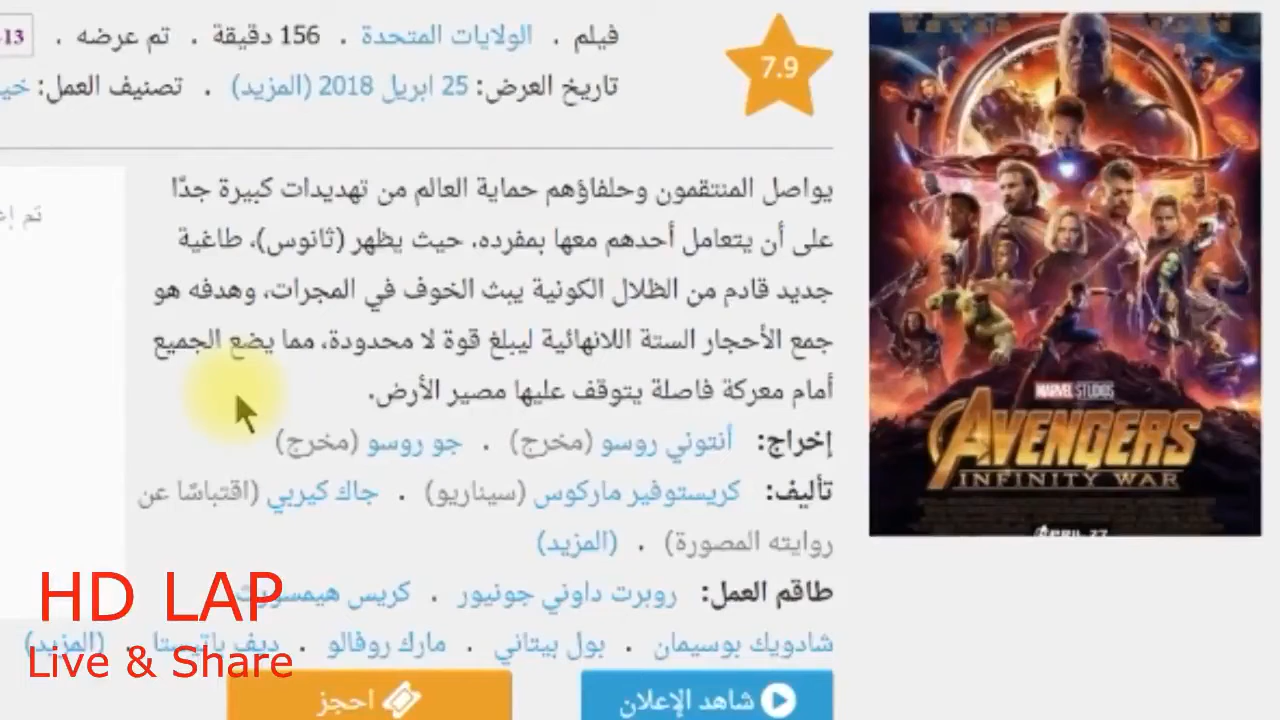 فيلم . الولايات المتحدة . 156 دقيقة . تم عرضه . 13-
تاريخ العرض: 25 ابريل 2018 (المزيد) . تصنيف العمل:
7.9
يواصل المنتقمون وحلفاؤهم حماية العالم من تهديدات كبيرة جدًا
على أن يتعامل أحدهم معها بمفرده، حيث يظهر (ثانوس)، طاغية
جديد قادم من الظلال الكونية يبث الخوف في المجرات، وهدفه هو
جمع الأحجار الستة اللانهائية ليبلغ قوة لا محدودة، مما يضع الجميع
أمام معركة فاصلة يتوقف عليها مصير الأرض.
إخراج: أنتوني روسو (مخرج) . جو روسو (مخرج)
تأليف: كريستوفير ماركوس (سيناريو) . جاك كيربي (اقتباسًا عن
روايته المصورة) . (المزيد)
طاقم العمل: روبرت داوني جونيور . كريس هيمسورث
شادويك بوسيمان . بول بيتاني . مارك روفالو . ديف باتيستا . (المزيد)
شاهد الإعلان
احجز
تم
MARVEL STUDIOS
AVENGERS
INFINITY WAR
APRIL 27
HD LAP
Live & Share